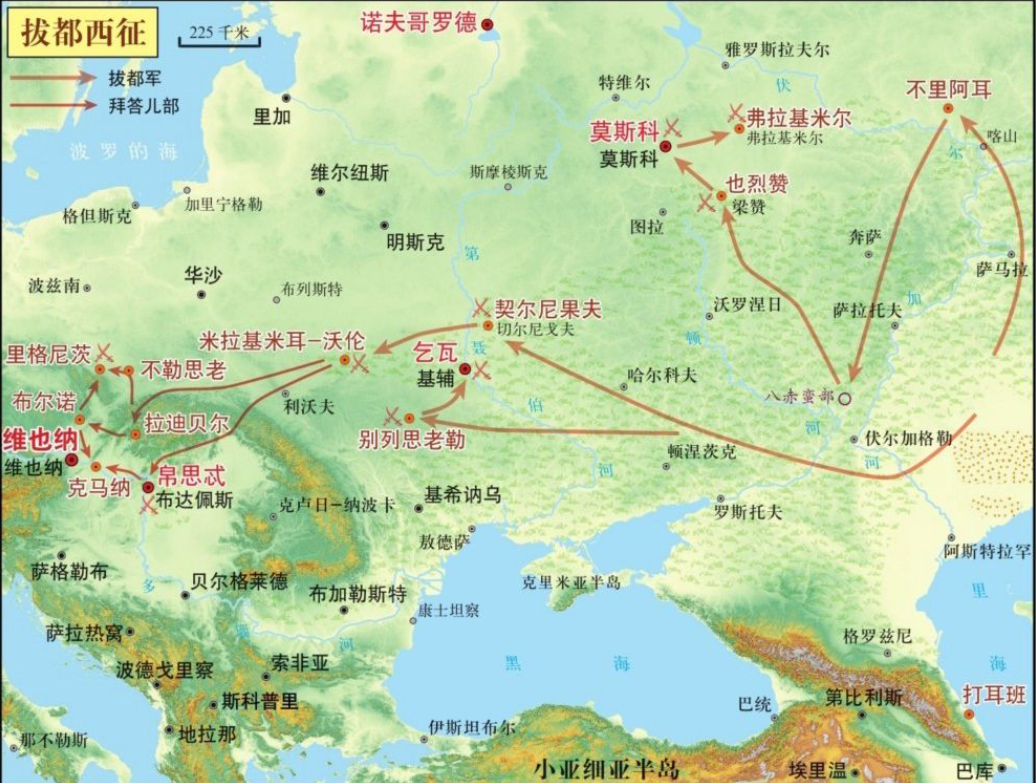 拔都西征
225 千米
拔都军
拜答儿部
诺夫哥罗德
雅罗斯拉夫尔
特维尔
伏
不里阿耳
里加
莫斯科
莫斯科
弗拉基米尔
弗拉基米尔
尔
喀山
波罗的海
维尔纽斯
斯摩棱斯克
也烈赞
梁赞
格但斯克
加里宁格勒
图拉
明斯克
第
奔萨
萨马拉
波兹南
华沙
布列斯特
沃罗涅日
萨拉托夫
加
契尔尼果夫
切尔尼戈夫
顿
米拉基米耳-沃伦
聂
乞瓦
基辅
里格尼茨
不勒思老
哈尔科夫
八赤蛮部
布尔诺
利沃夫
伯
拉迪贝尔
别列思老勒
河
伏尔加格勒
维也纳
维也纳
顿涅茨克
河
河
克马纳
帛思忒
布达佩斯
克卢日-纳波卡
基希讷乌
罗斯托夫
敖德萨
阿斯特拉罕
萨格勒布
多
贝尔格莱德
布加勒斯特
克里米亚半岛
里
康士坦察
萨拉热窝
瑙
河
格罗兹尼
波德戈里察
索非亚
黑
海
海
斯科普里
巴统
第比利斯
打耳班
那不勒斯
地拉那
伊斯坦布尔
小亚细亚半岛
埃里温
巴库